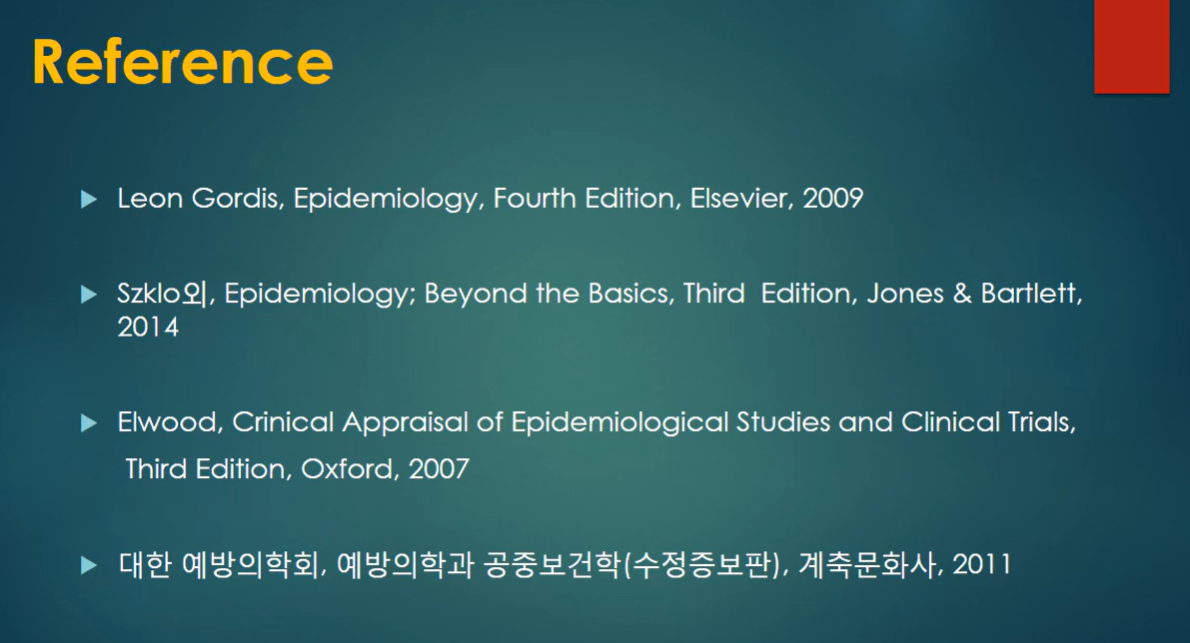 Reference
Leon Gordis, Epidemiology, Fourth Edition, Elsevier, 2009
Szklo외, Epidemiology; Beyond the Basics, Third Edition, Jones & Bartlett,
2014
Elwood, Crinical Appraisal of Epidemiological Studies and Clinical Trials,
Third Edition, Oxford, 2007
대한 예방의학회, 예방의학과 공중보건학(수정증보판), 계축문화사, 2011